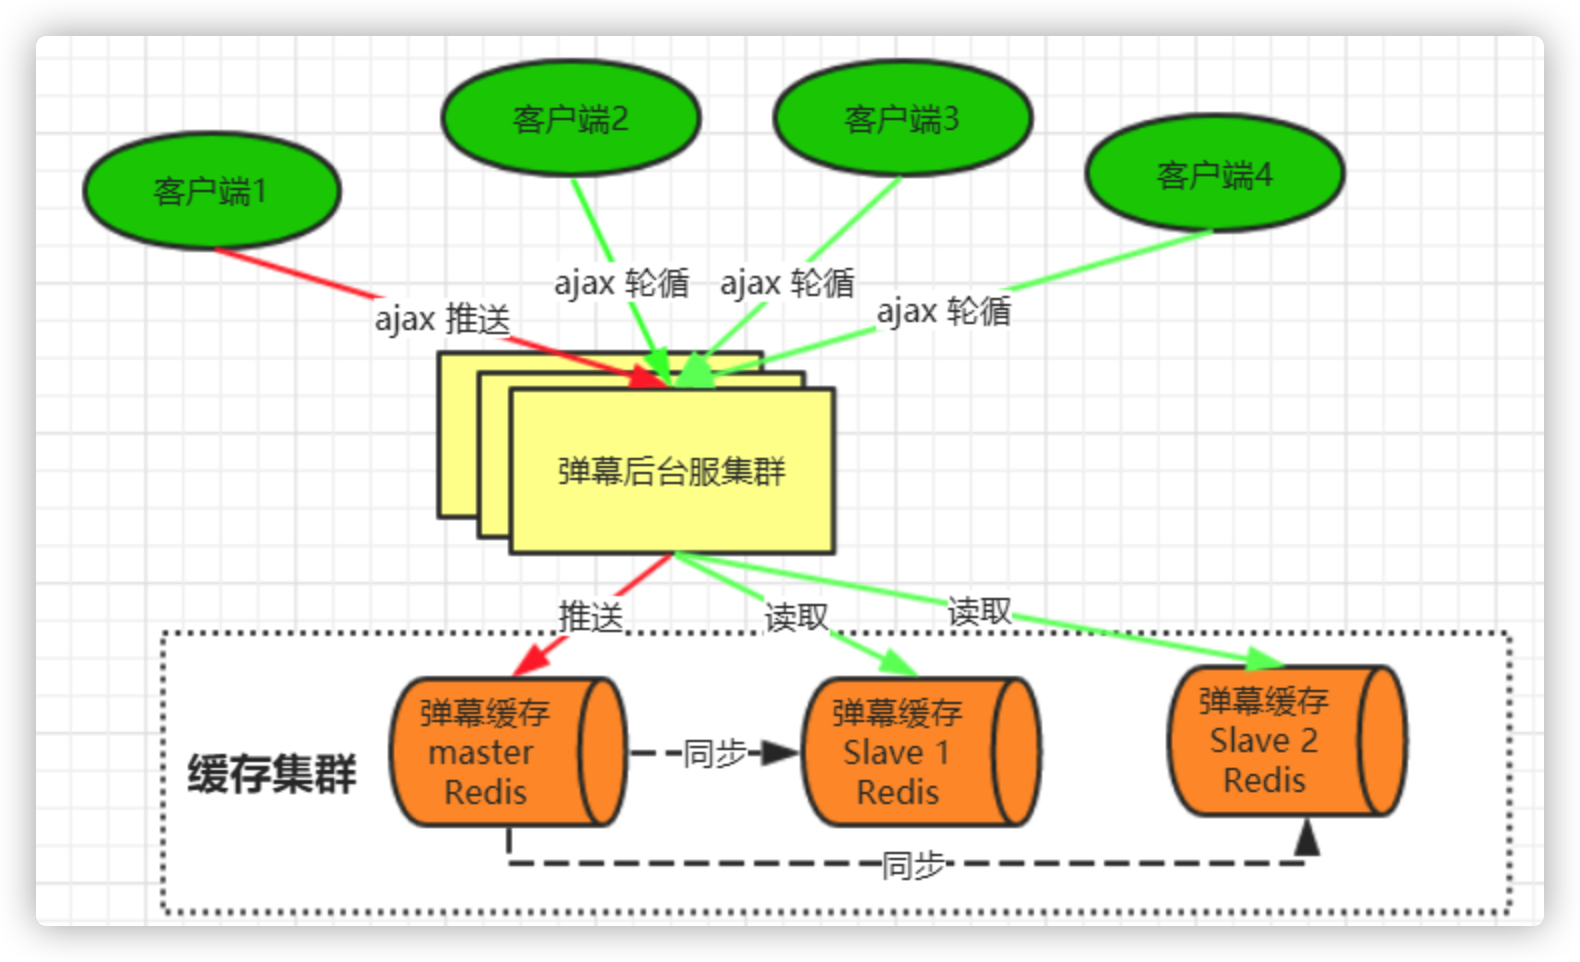 客户端1
客户端2
客户端3
客户端4
ajax 推送
ajax 轮循
ajax 轮循
ajax 轮循
弹幕后台服集群
推送
读取
读取
缓存集群
弹幕缓存
master
Redis
同步
弹幕缓存
Slave 1
Redis
弹幕缓存
Slave 2
Redis
同步